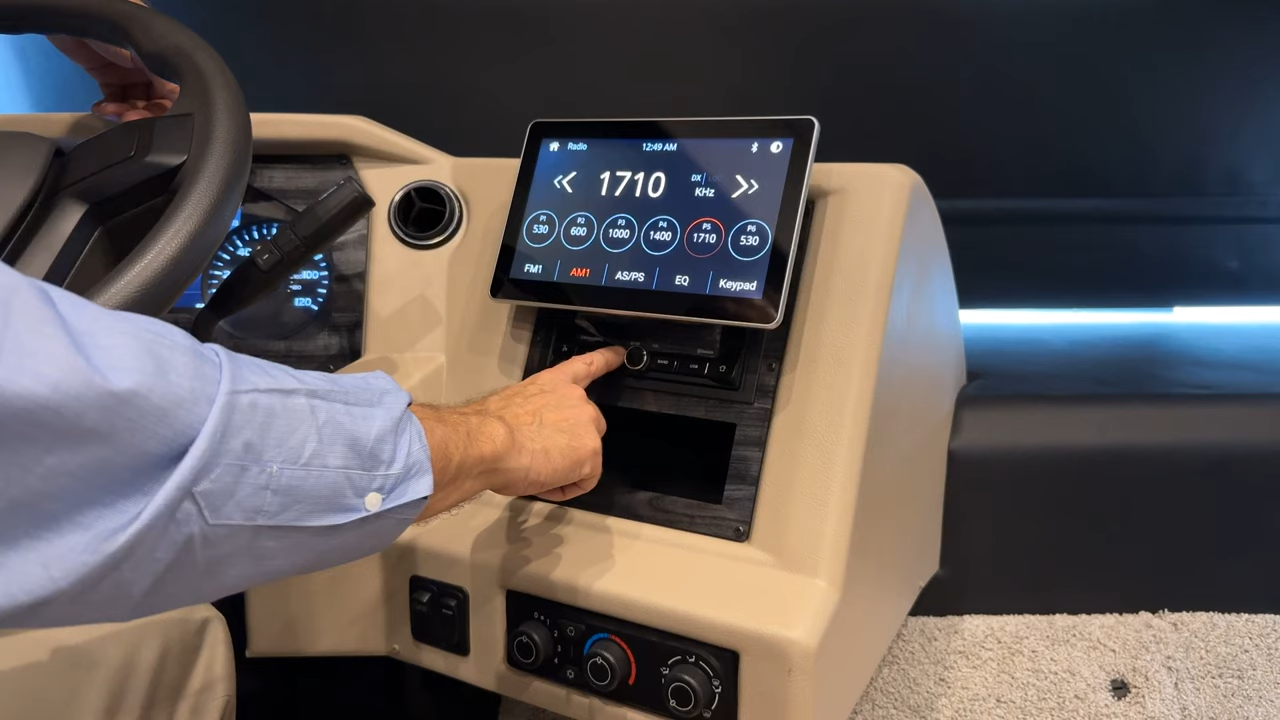 Radio
12:49 AM
1710
DX
KHz
P1
530
P2
600
P3
1000
P4
1400
P5
1710
P6
530
FM1
AM1
AS/PS
EQ
Keypad
100
120